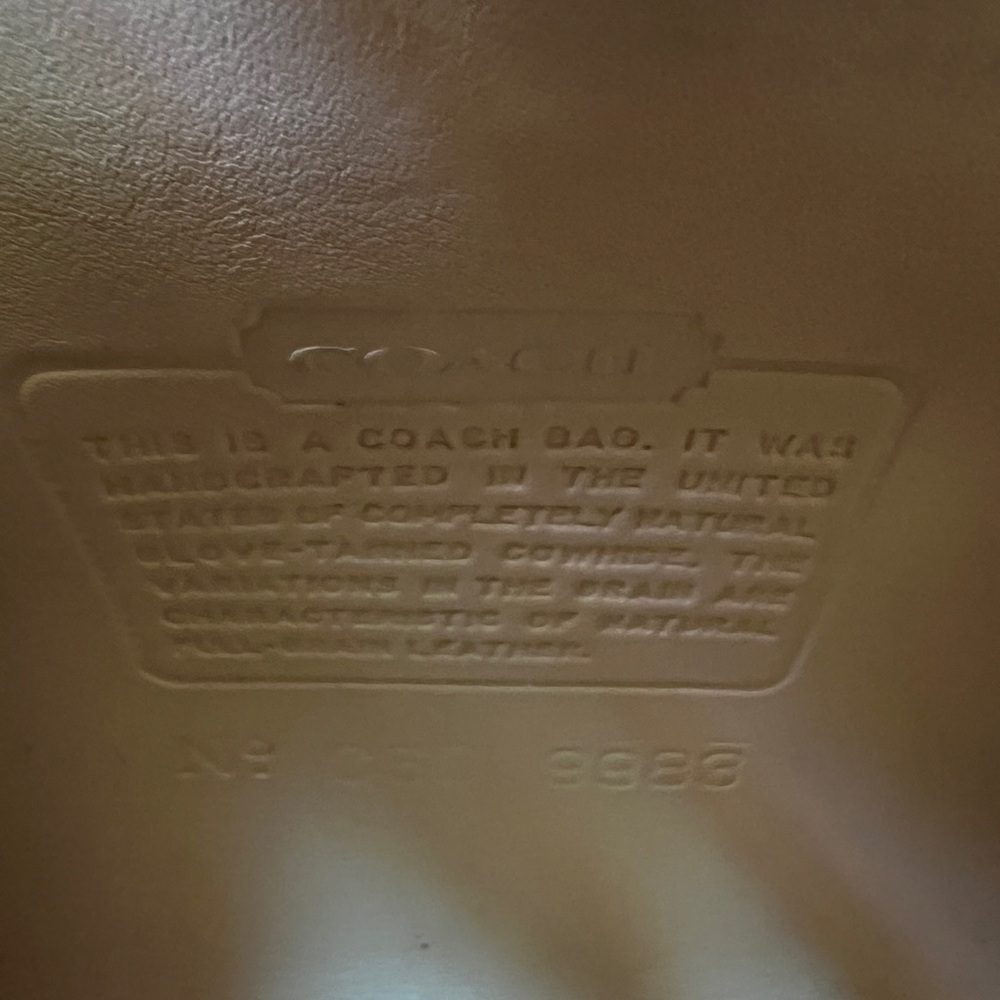 COACH
THIS IS A COACH BAG. IT WAS
HANDCRAFTED IN THE UNITED
STATES OF COMPLETELY NATURAL
GLOVE-TANNED COWHIDE. THE
VARIATIONS IN THE GRAIN ARE
CHARACTERISTIC OF NATURAL
FULL-GRAIN LEATHER.
Nº